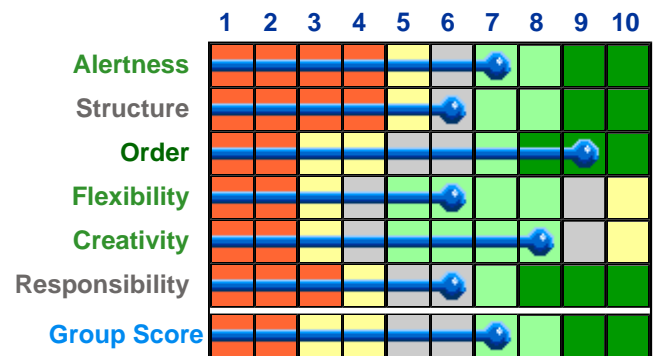 1 2 3 4 5 6 7 8 9 10
Alertness
Structure
Order
Flexibility
Creativity
Responsibility
Group Score